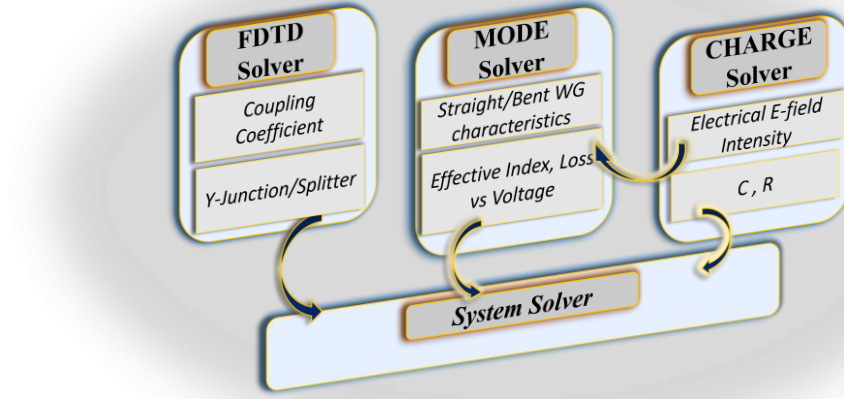 FDTD
Solver
Coupling
Coefficient
Y-Junction/Splitter
MODE
Solver
Straight/Bent WG
characteristics
Effective Index, Loss
vs Voltage
CHARGE
Solver
Electrical E-field
Intensity
C , R
System Solver